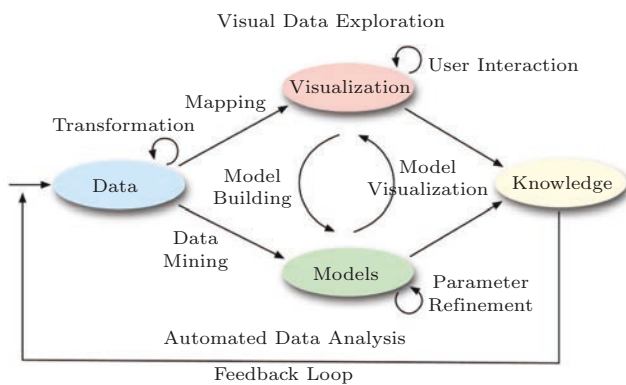 Visual Data Exploration
User Interaction
Visualization
Mapping
Transformation
Data
Model
Building
Model
Visualization
Knowledge
Data
Mining
Models
Parameter
Refinement
Automated Data Analysis
Feedback Loop